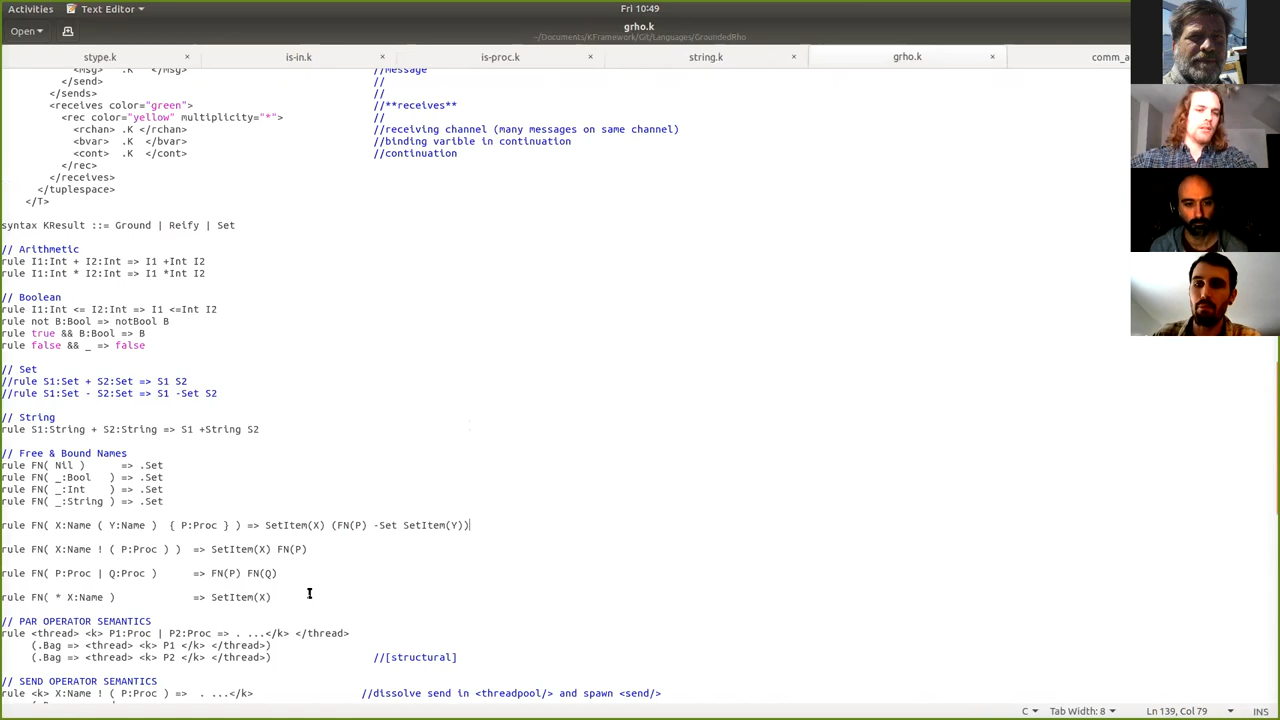 Activities
Text Editor
Fri 10:49
Open
grho.k
~/Documents/KFramework/Git/Languages/GroundedRho
stype.k
is-in.k
is-proc.k
string.k
grho.k
comm_a
<msg>  .K  </msg>                         //message
</send>                               //
</sends>                                //
<receives color="green">                //**receives**
<rec color="yellow" multiplicity="*">               //
<rchan> .K </rchan>                 //receiving channel (many messages on same channel)
<bvar>  .K  </bvar>                 //binding varible in continuation
<cont>  .K  </cont>                 //continuation
</rec>
</receives>
</tuplespace>
</T>
syntax KResult ::= Ground | Reify | Set
// Arithmetic
rule I1:Int + I2:Int => I1 +Int I2
rule I1:Int * I2:Int => I1 *Int I2
// Boolean
rule I1:Int <= I2:Int => I1 <=Int I2
rule not B:Bool => notBool B
rule true && B:Bool => B
rule false && _ => false
// Set
//rule S1:Set + S2:Set => S1 S2
//rule S1:Set - S2:Set => S1 -Set S2
// String
rule S1:String + S2:String => S1 +String S2
// Free & Bound Names
rule FN( Nil )      => .Set
rule FN( _:Bool   ) => .Set
rule FN( _:Int    ) => .Set
rule FN( _:String ) => .Set
rule FN( X:Name ( Y:Name )  { P:Proc } ) => SetItem(X) (FN(P) -Set SetItem(Y))
rule FN( X:Name ! ( P:Proc ) )  => SetItem(X) FN(P)
rule FN( P:Proc | Q:Proc )      => FN(P) FN(Q)
rule FN( * X:Name )             => SetItem(X)
// PAR OPERATOR SEMANTICS
rule <thread> <k> P1:Proc | P2:Proc => . ...</k> </thread>
(.Bag => <thread> <k> P1 </k> </thread>)
(.Bag => <thread> <k> P2 </k> </thread>)                 //[structural]
// SEND OPERATOR SEMANTICS
rule <k> X:Name ! ( P:Proc ) =>  . ...</k>                  //dissolve send in <threadpool/> and spawn <send/>
C
Tab Width: 8
Ln 139, Col 79
INS